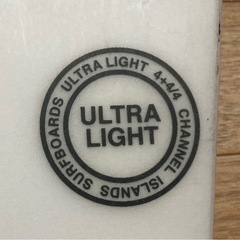 ULTRA LIGHT 4+4/4
CHANNEL ISLANDS SURFBOARDS
ULTRA
LIGHT